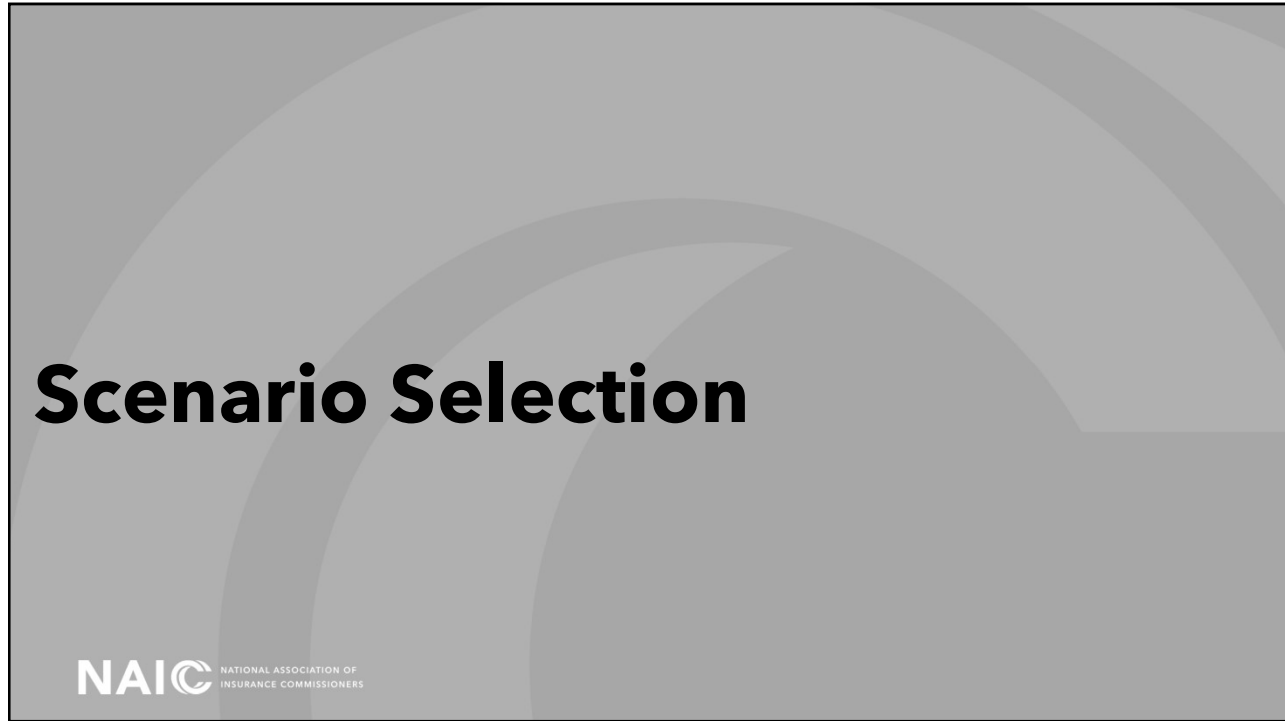 Scenario Selection
NAIC NATIONAL ASSOCIATION OF
INSURANCE COMMISSIONERS